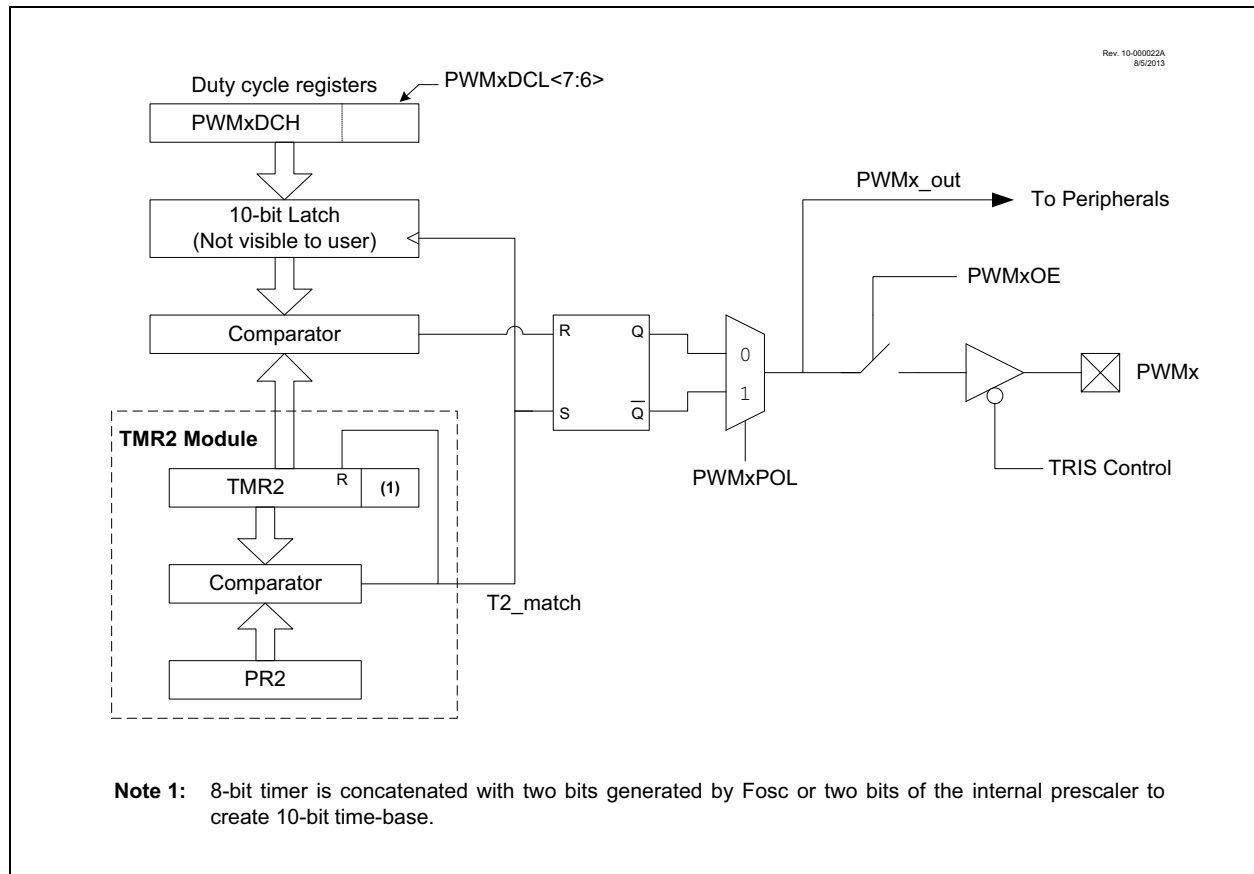 Rev. 10-000022A
8/5/2013
Duty cycle registers
PWMxDCL<7:6>
PWMxDCH
10-bit Latch
(Not visible to user)
Comparator
PWMx_out
To Peripherals
PWMxOE
R
Q
0
1
S
Q̅
PWMx
PWMxPOL
TRIS Control
TMR2 Module
TMR2
R
(1)
Comparator
T2_match
PR2
Note 1: 8-bit timer is concatenated with two bits generated by Fosc or two bits of the internal prescaler to
create 10-bit time-base.